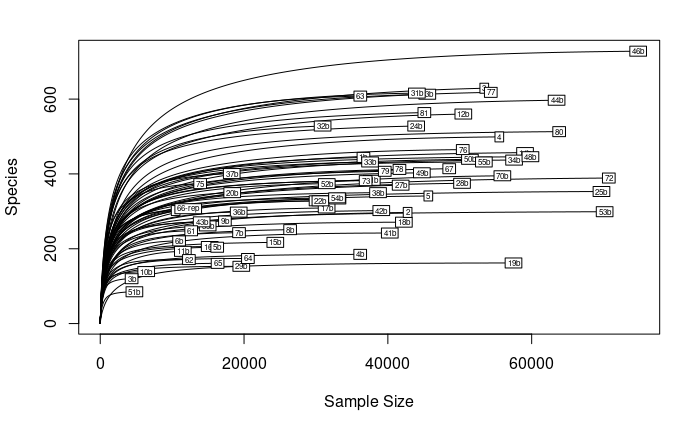 46b
600
63
31b
77
44b
81
12b
32b
24b
80
4
76
48b
34b
50b
55b
33b
400
37b
79
78
49b
67
70b
72
75
52b
73
27b
28b
20b
38b
54b
5
25b
22b
17b
66-rep
36b
42b
2
53b
43b
9b
18b
61
7b
8b
41b
6b
15b
200
11b
5b
62
64
4b
65
29b
19b
10b
3b
51b
0
Species
0
20000
40000
60000
Sample Size